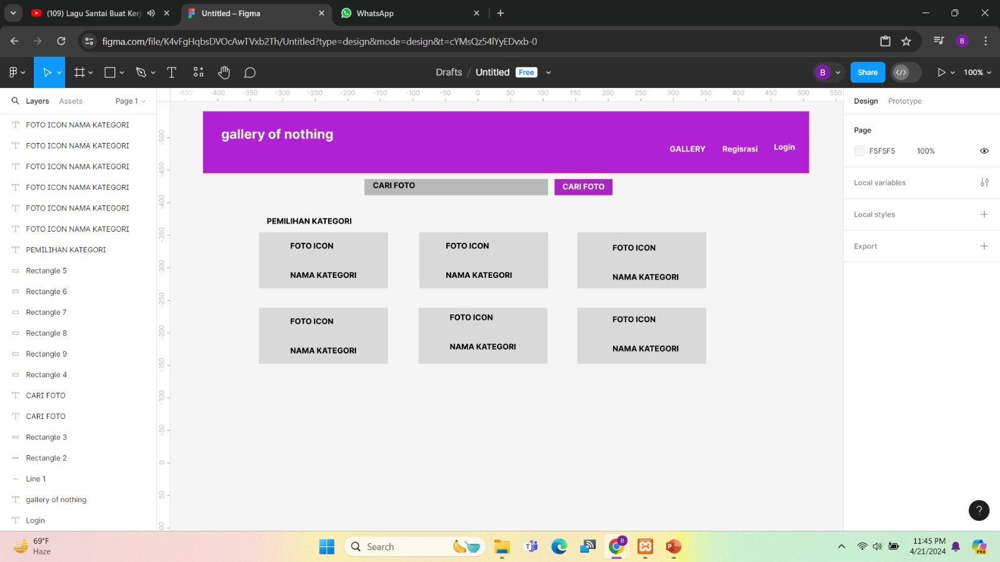 (109) Lagu Santai Buat Kerj
Untitled – Figma
WhatsApp
figma.com/file/K4vFgHqbsDVOcAwTVxb2Th/Untitled?type=design&mode=design&t=cYMsQz54lYyEDvxb-0
B
Drafts / Untitled Free
B
Share
100%
Layers
Assets
Page 1
-450 -400 -350 -300 -250 -200 -150 -100 -50 0 50 100 150 200 250 300 350 400 450 500 550
Design
Prototype
FOTO ICON NAMA KATEGORI
FOTO ICON NAMA KATEGORI
FOTO ICON NAMA KATEGORI
FOTO ICON NAMA KATEGORI
FOTO ICON NAMA KATEGORI
FOTO ICON NAMA KATEGORI
PEMILIHAN KATEGORI
Rectangle 5
Rectangle 6
Rectangle 7
Rectangle 8
Rectangle 9
Rectangle 4
CARI FOTO
CARI FOTO
Rectangle 3
Rectangle 2
Line 1
gallery of nothing
Login
-500
-450
-400
-350
-300
-250
-200
-150
-100
-50
0
50
gallery of nothing
GALLERY
Regisrasi
Login
CARI FOTO
CARI FOTO
PEMILIHAN KATEGORI
FOTO ICON
NAMA KATEGORI
FOTO ICON
NAMA KATEGORI
FOTO ICON
NAMA KATEGORI
FOTO ICON
NAMA KATEGORI
FOTO ICON
NAMA KATEGORI
FOTO ICON
NAMA KATEGORI
Page
F5F5F5 100%
Local variables
Local styles
Export
?
69°F
Haze
Search
B
11:45 PM
4/21/2024
PRE